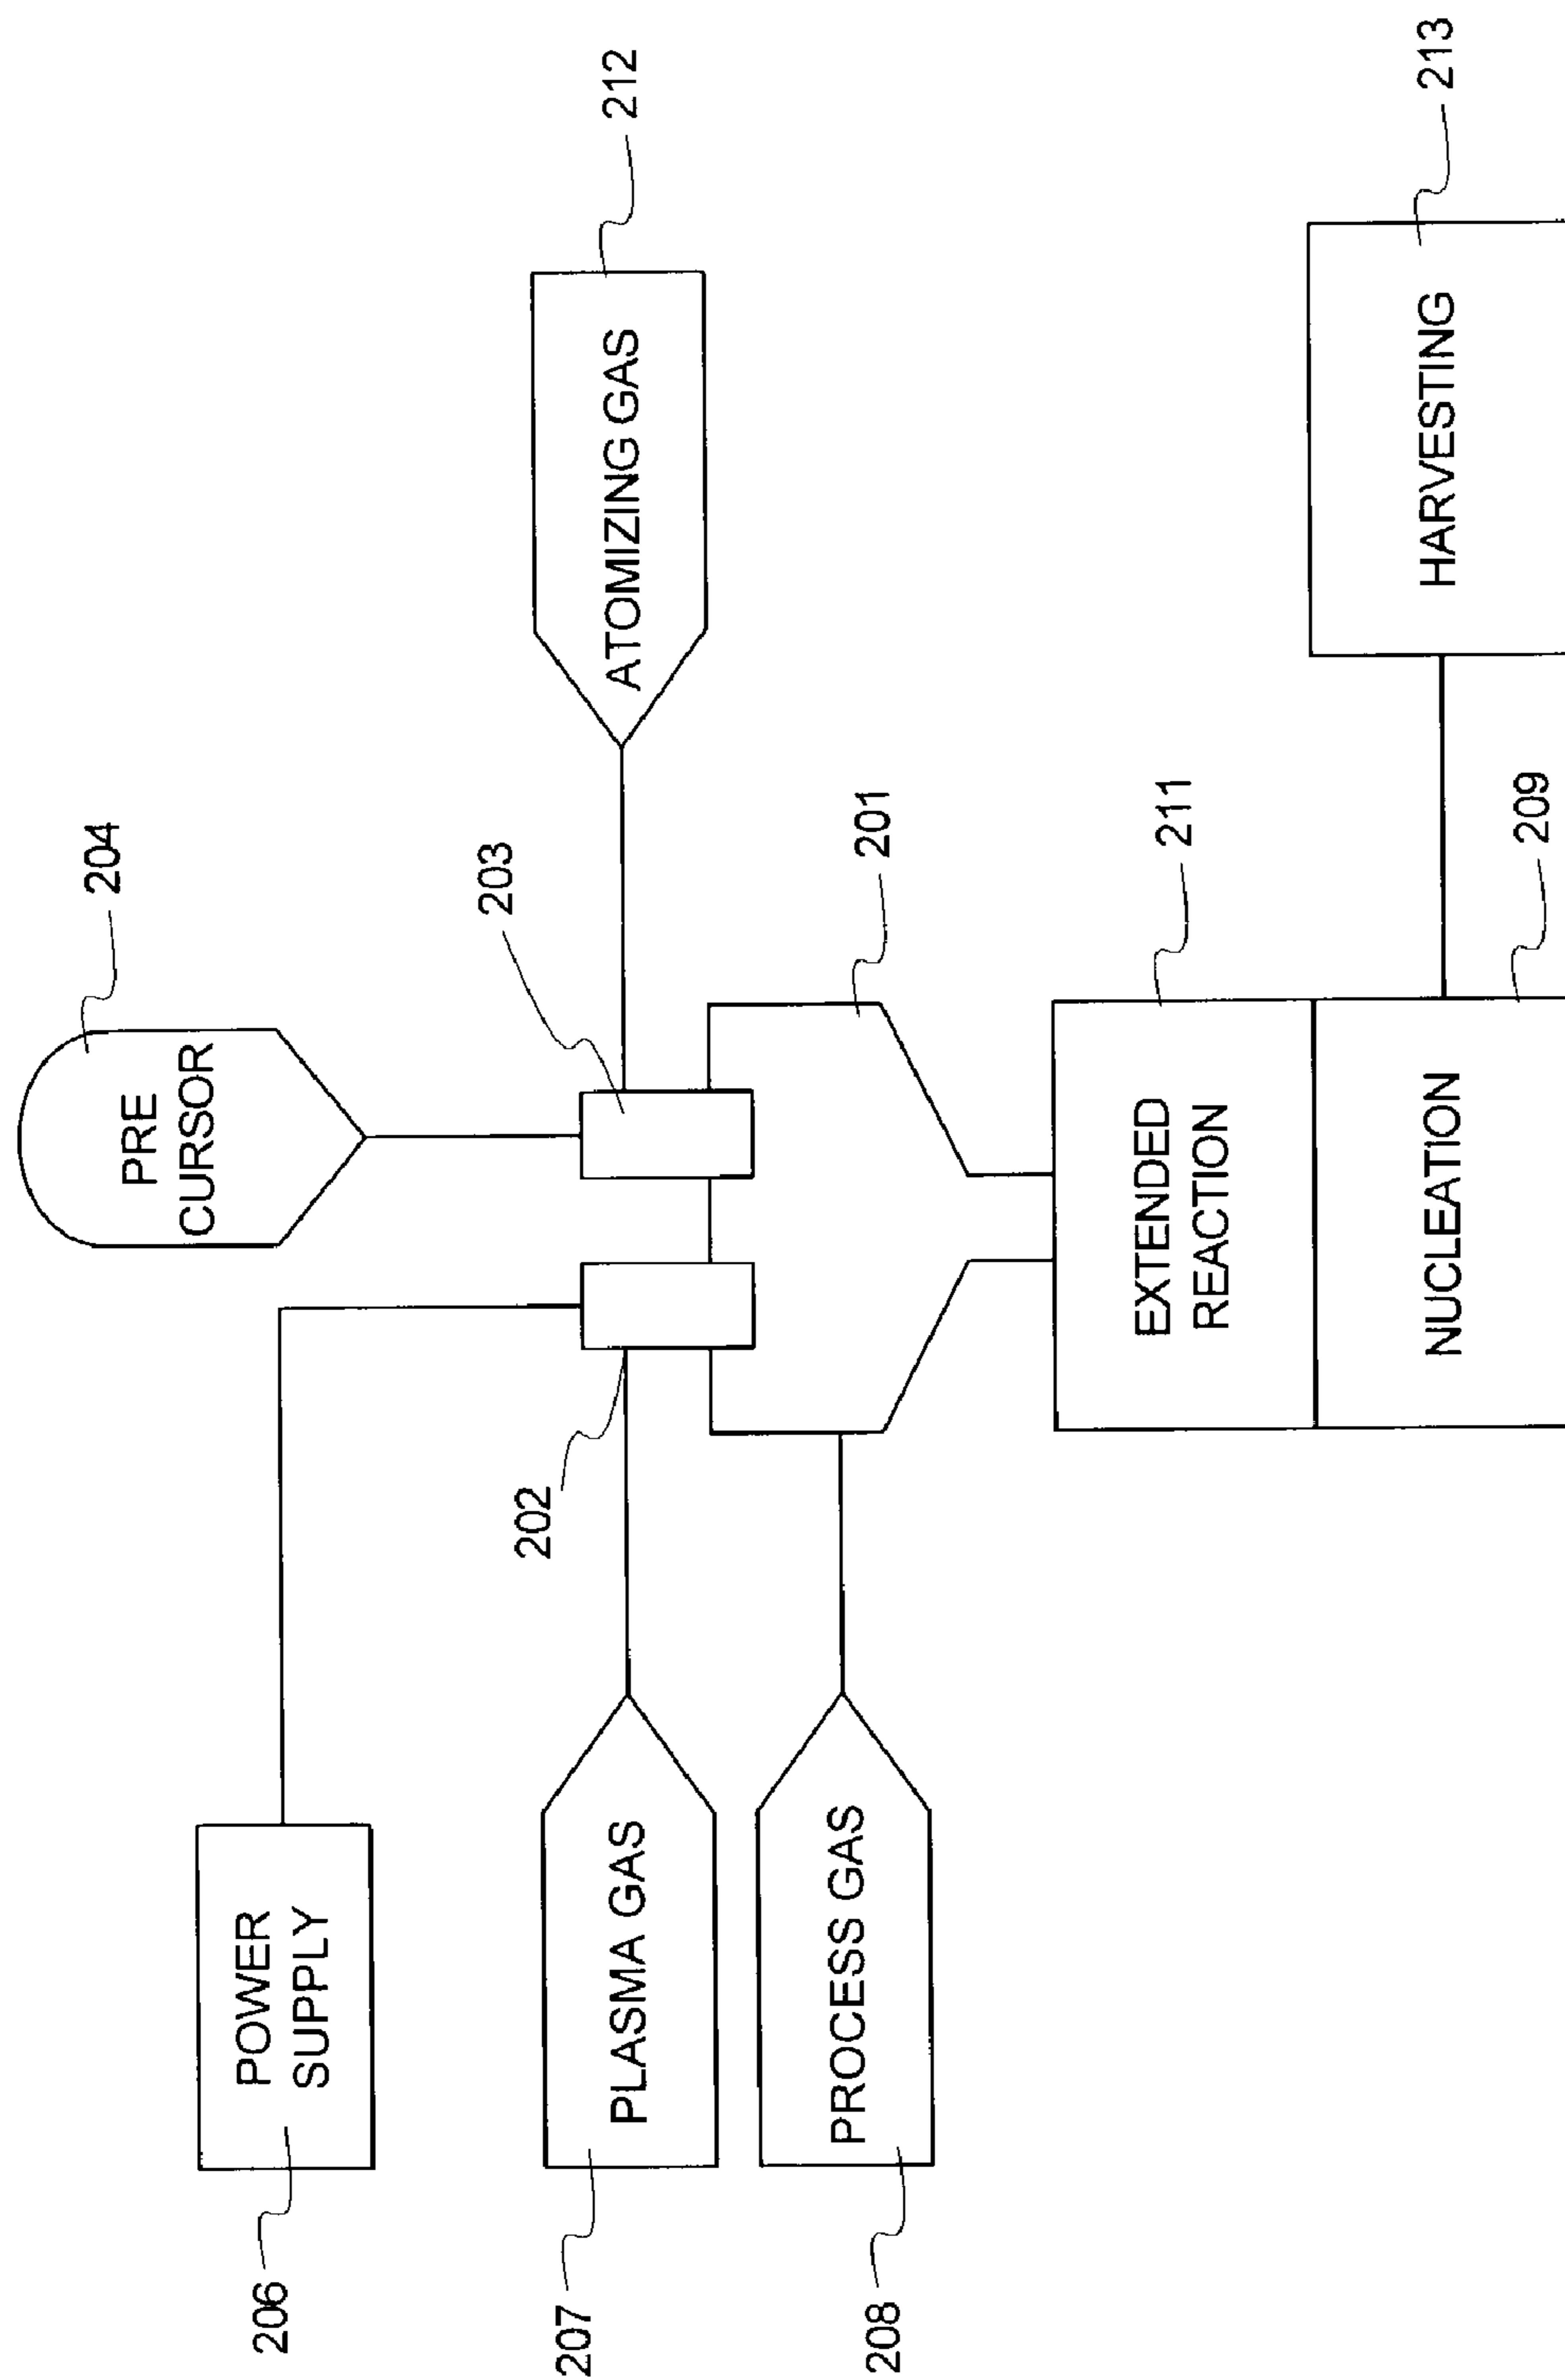 204
PRE
CURSOR
212
ATOMIZING GAS
203
201
POWER
SUPPLY
206
202
PLASMA GAS
207
PROCESS GAS
208
EXTENDED
REACTION
211
NUCLEATION
209
HARVESTING
213